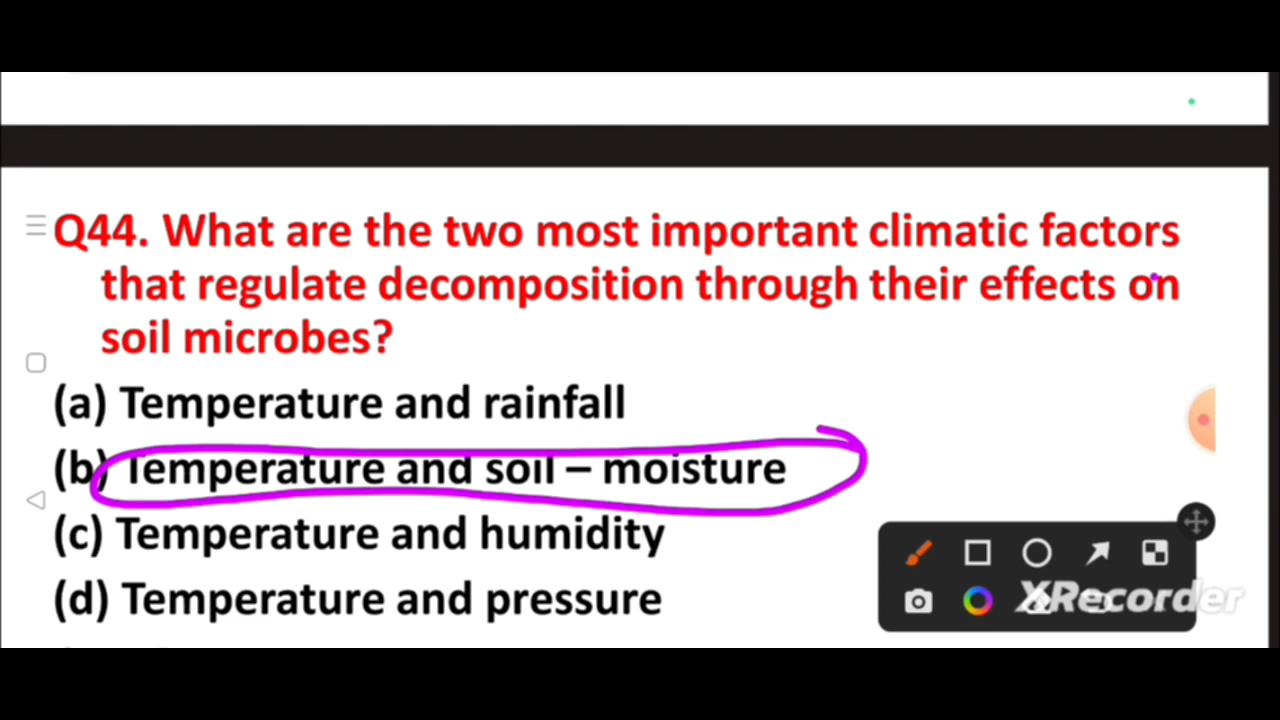 Q44. What are the two most important climatic factors
that regulate decomposition through their effects on
soil microbes?
(a) Temperature and rainfall
(b) Temperature and soil – moisture
(c) Temperature and humidity
(d) Temperature and pressure
XRecorder